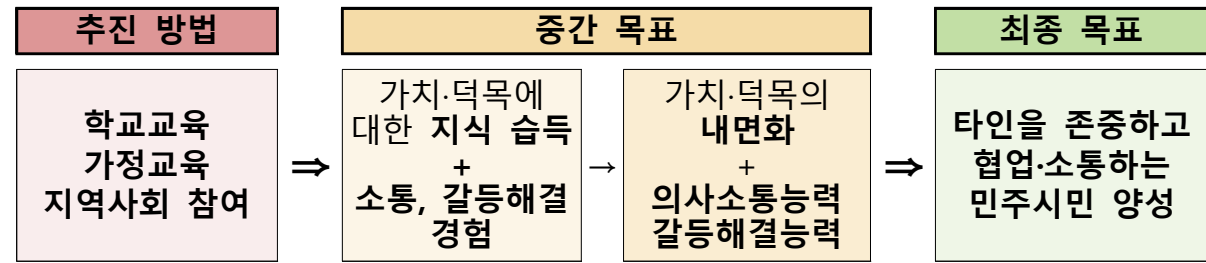 추진 방법
중간 목표
최종 목표
학교교육
가정교육
지역사회 참여
⇒
가치·덕목에
대한 지식 습득
+
소통, 갈등해결
경험
→
가치·덕목의
내면화
+
의사소통능력
갈등해결능력
⇒
타인을 존중하고
협업·소통하는
민주시민 양성